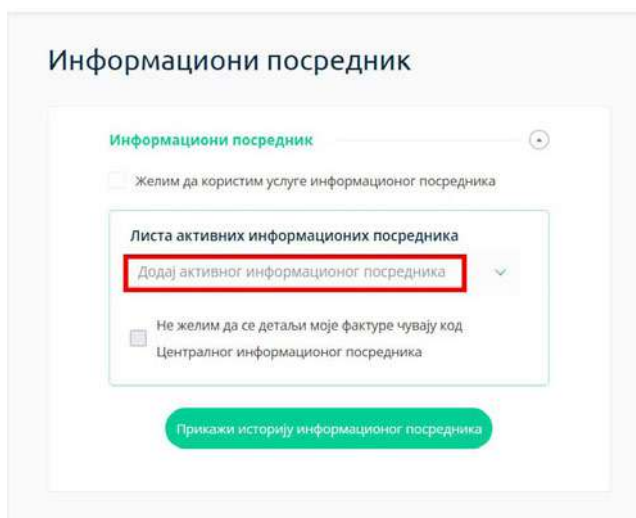 Информациони посредник
Информациони посредник
Желим да користим услуге информационог посредника
Листа активних информационих посредника
Додај активног информационог посредника
Не желим да се детаљи моје фактуре чувају код
Централног информационог посредника
Прикажи историју информационог посредника